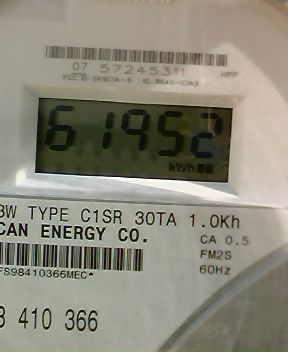 07 57245311 HPP
61952
kWh
3W TYPE C1SR 30TA 1.0Kh
CAN ENERGY CO. CA 0.5
FM2S
FS98410366MEC* 60Hz
3 410 366